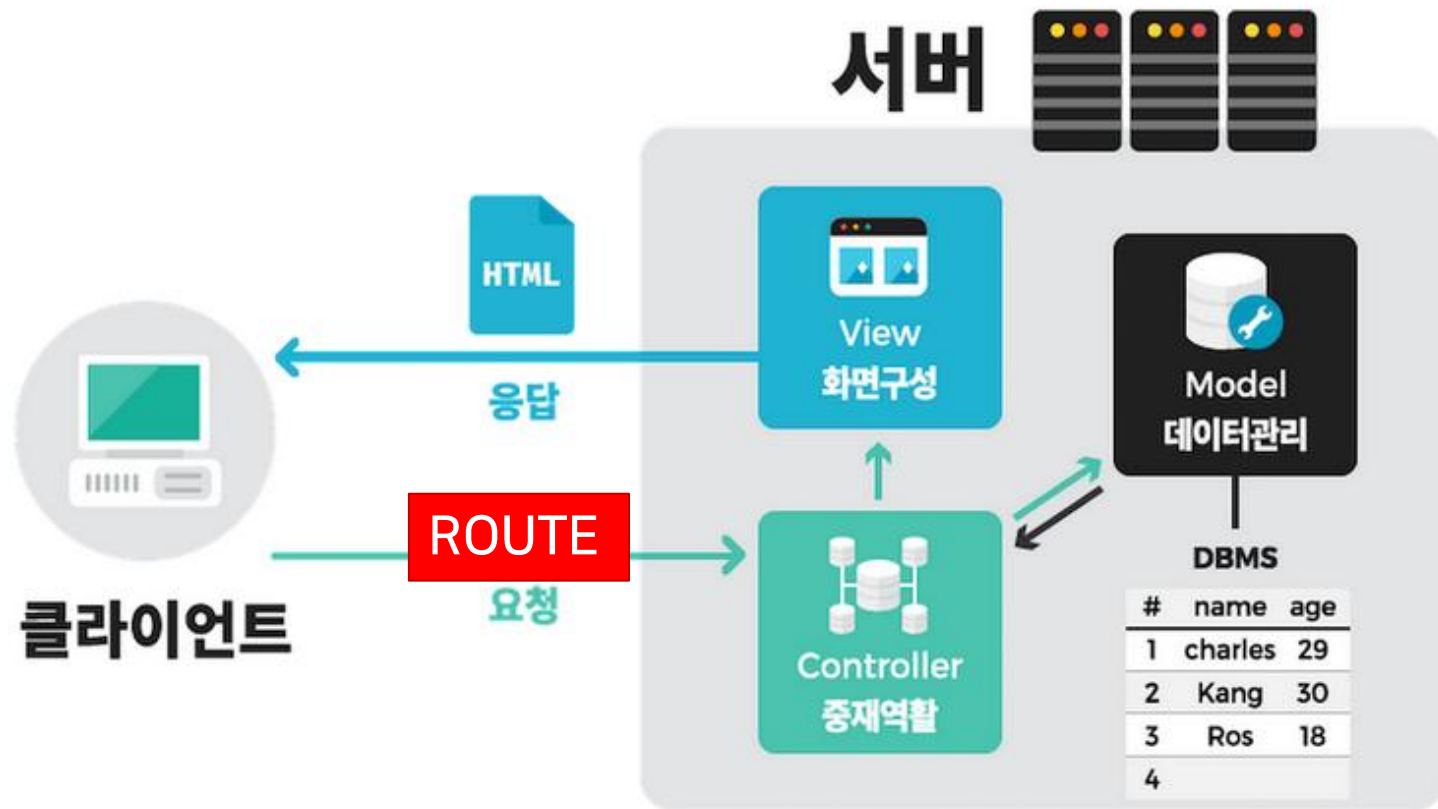 서버
HTML
응답
View
화면구성
Model
데이터관리
ROUTE
요청
클라이언트
Controller
중재역활
DBMS
# name age
1 charles 29
2 Kang 30
3 Ros 18
4